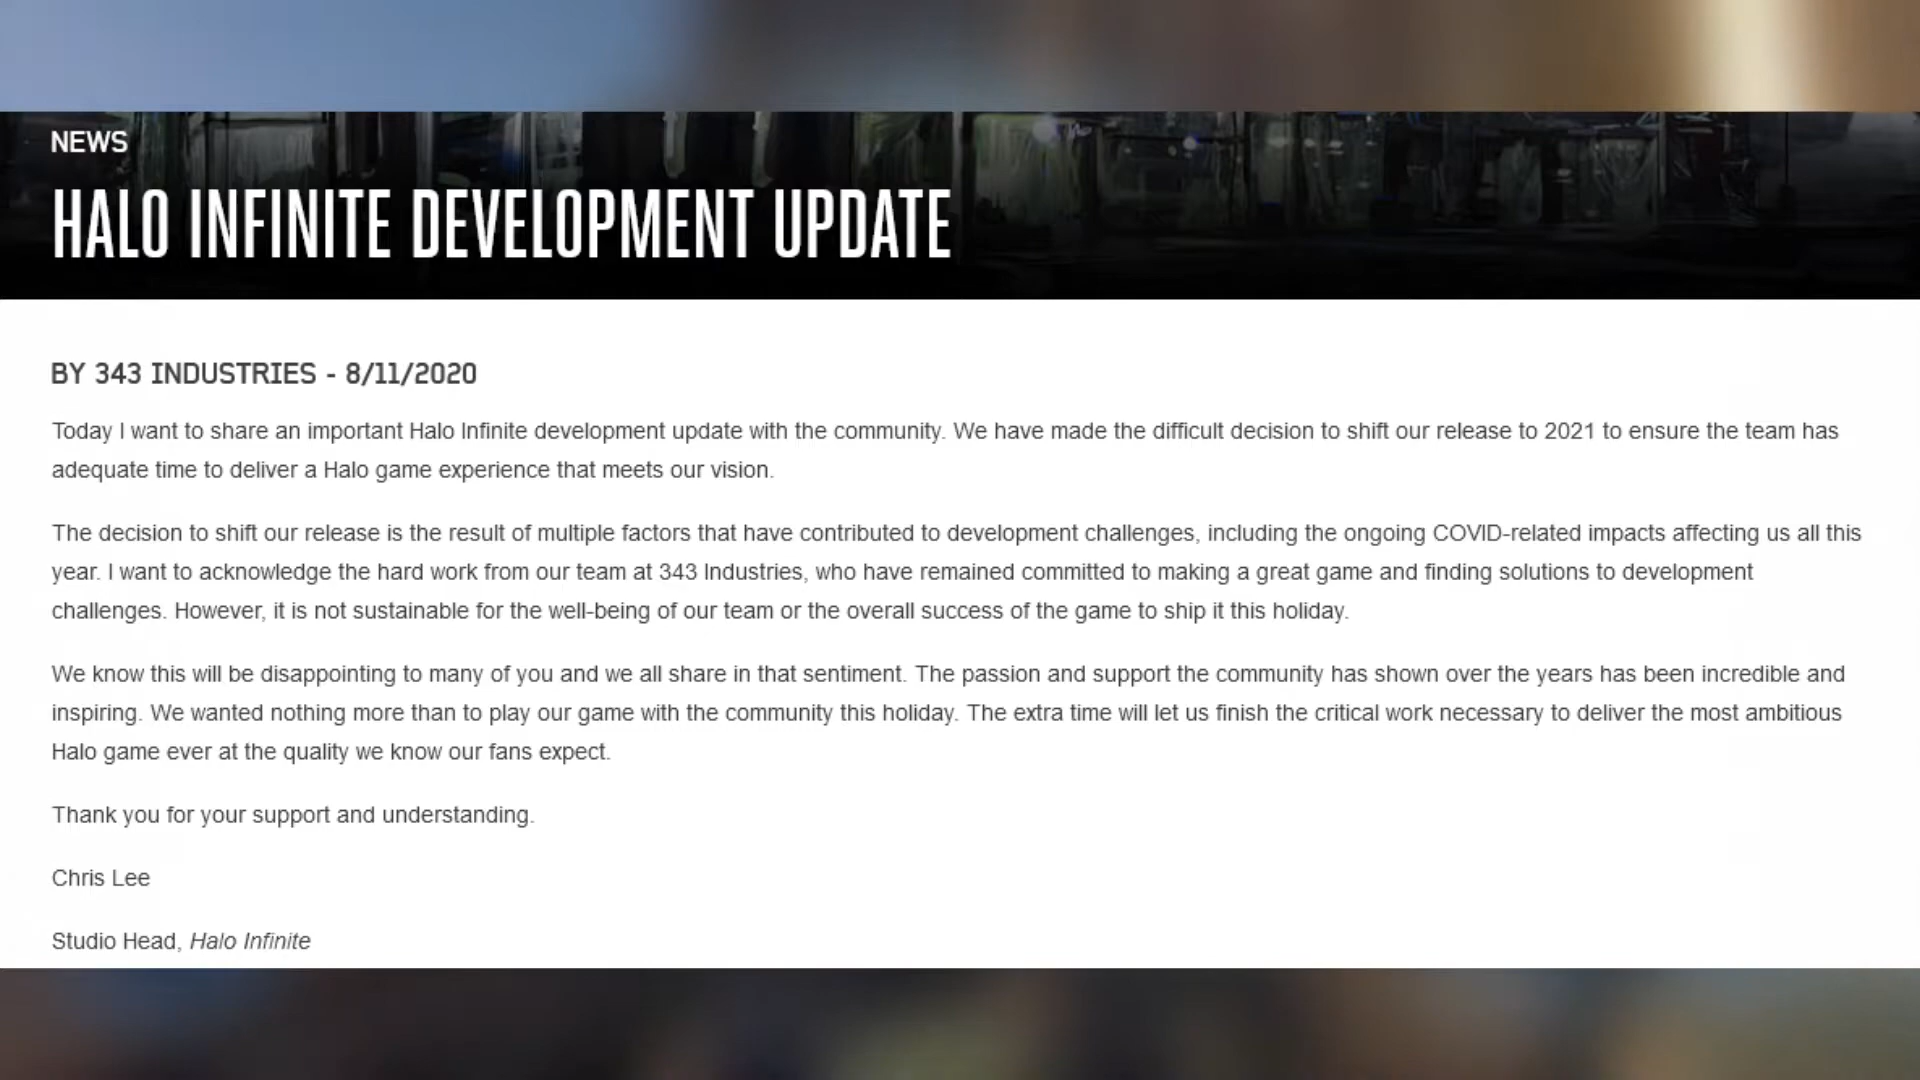 NEWS
HALO INFINITE DEVELOPMENT UPDATE
BY 343 INDUSTRIES - 8/11/2020
Today I want to share an important Halo Infinite development update with the community. We have made the difficult decision to shift our release to 2021 to ensure the team has
adequate time to deliver a Halo game experience that meets our vision.
The decision to shift our release is the result of multiple factors that have contributed to development challenges, including the ongoing COVID-related impacts affecting us all this
year. I want to acknowledge the hard work from our team at 343 Industries, who have remained committed to making a great game and finding solutions to development
challenges. However, it is not sustainable for the well-being of our team or the overall success of the game to ship it this holiday.
We know this will be disappointing to many of you and we all share in that sentiment. The passion and support the community has shown over the years has been incredible and
inspiring. We wanted nothing more than to play our game with the community this holiday. The extra time will let us finish the critical work necessary to deliver the most ambitious
Halo game ever at the quality we know our fans expect.
Thank you for your support and understanding.
Chris Lee
Studio Head, Halo Infinite